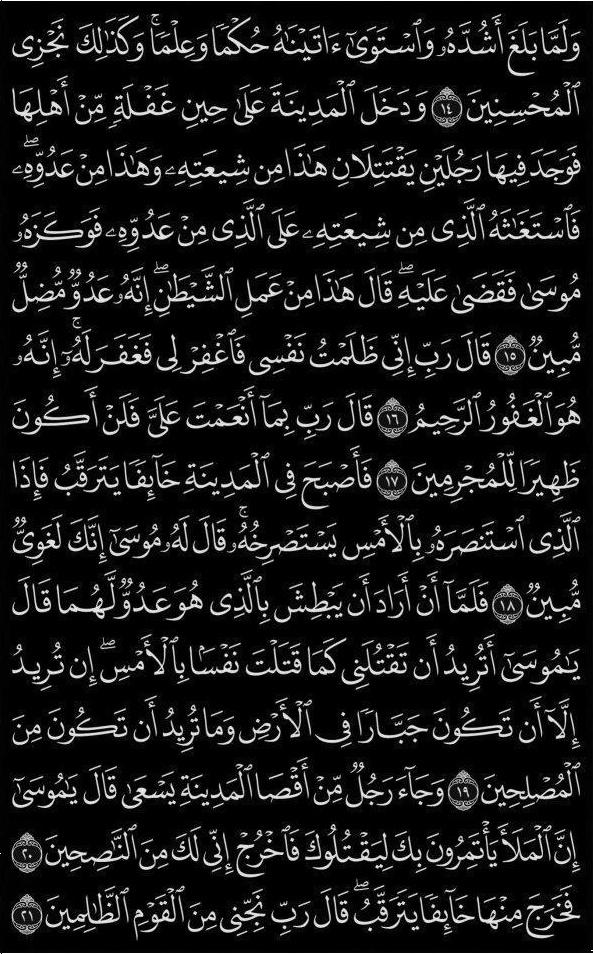 وَلَمَّا بَلَغَ أَشُدَّهُۥ وَٱسْتَوَىٰٓ ءَاتَيْنَٰهُ حُكْمًا وَعِلْمًا ۚ وَكَذَٰلِكَ نَجْزِى
ٱلْمُحْسِنِينَ ١٤ وَدَخَلَ ٱلْمَدِينَةَ عَلَىٰ حِينِ غَفْلَةٍ مِّنْ أَهْلِهَا
فَوَجَدَ فِيهَا رَجُلَيْنِ يَقْتَتِلَانِ هَٰذَا مِن شِيعَتِهِۦ وَهَٰذَا مِنْ عَدُوِّهِۦ ۖ
فَٱسْتَغَٰثَهُ ٱلَّذِى مِن شِيعَتِهِۦ عَلَى ٱلَّذِى مِنْ عَدُوِّهِۦ فَوَكَزَهُۥ
مُوسَىٰ فَقَضَىٰ عَلَيْهِ ۖ قَالَ هَٰذَا مِنْ عَمَلِ ٱلشَّيْطَٰنِ ۖ إِنَّهُۥ عَدُوٌّ مُّضِلٌّ
مُّبِينٌ ١٥ قَالَ رَبِّ إِنِّى ظَلَمْتُ نَفْسِى فَٱغْفِرْ لِى فَغَفَرَ لَهُۥٓ ۚ إِنَّهُۥ
هُوَ ٱلْغَفُورُ ٱلرَّحِيمُ ١٦ قَالَ رَبِّ بِمَآ أَنْعَمْتَ عَلَىَّ فَلَنْ أَكُونَ
ظَهِيرًا لِّلْمُجْرِمِينَ ١٧ فَأَصْبَحَ فِى ٱلْمَدِينَةِ خَآئِفًا يَتَرَقَّبُ فَإِذَا
ٱلَّذِى ٱسْتَنصَرَهُۥ بِٱلْأَمْسِ يَسْتَصْرِخُهُۥ ۚ قَالَ لَهُۥ مُوسَىٰٓ إِنَّكَ لَغَوِىٌّ
مُّبِينٌ ١٨ فَلَمَّآ أَنْ أَرَادَ أَن يَبْطِشَ بِٱلَّذِى هُوَ عَدُوٌّ لَّهُمَا قَالَ
يَٰمُوسَىٰٓ أَتُرِيدُ أَن تَقْتُلَنِى كَمَا قَتَلْتَ نَفْسًۢا بِٱلْأَمْسِ ۖ إِن تُرِيدُ
إِلَّآ أَن تَكُونَ جَبَّارًا فِى ٱلْأَرْضِ وَمَا تُرِيدُ أَن تَكُونَ مِنَ
ٱلْمُصْلِحِينَ ١٩ وَجَآءَ رَجُلٌ مِّنْ أَقْصَا ٱلْمَدِينَةِ يَسْعَىٰ قَالَ يَٰمُوسَىٰٓ
إِنَّ ٱلْمَلَأَ يَأْتَمِرُونَ بِكَ لِيَقْتُلُوكَ فَٱخْرُجْ إِنِّى لَكَ مِنَ ٱلنَّٰصِحِينَ ٢٠
فَخَرَجَ مِنْهَا خَآئِفًا يَتَرَقَّبُ ۖ قَالَ رَبِّ نَجِّنِى مِنَ ٱلْقَوْمِ ٱلظَّٰلِمِينَ ٢١